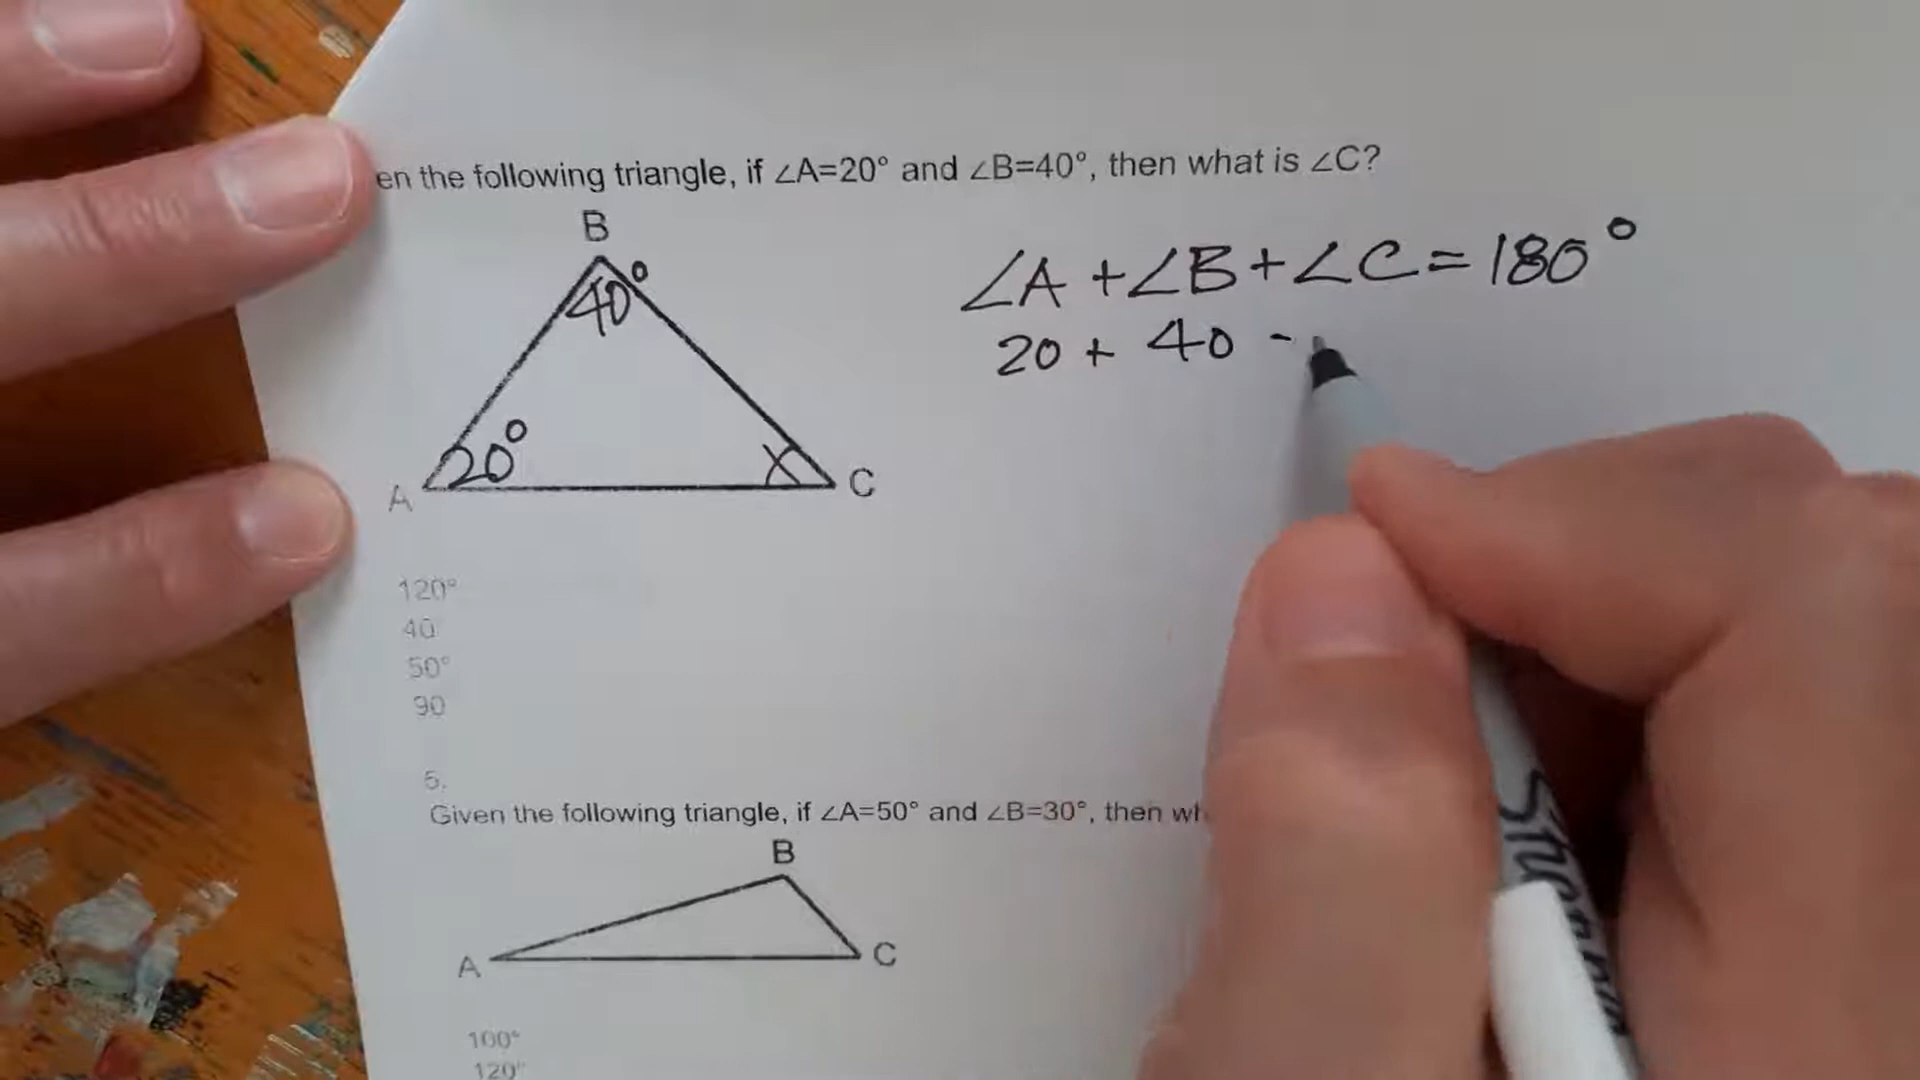 en the following triangle, if ∠A=20° and ∠B=40°, then what is ∠C?
B
40°
20°
x
A
C
∠A + ∠B + ∠C = 180°
20 + 40 -
120°
40
50°
90
5.
Given the following triangle, if ∠A=50° and ∠B=30°, then wh
B
A
C
100°
120°